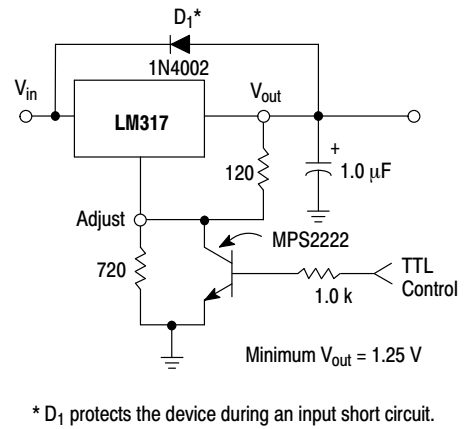 D1*
1N4002
Vin
Vout
LM317
+
120
1.0 μF
Adjust
MPS2222
720
TTL
Control
1.0 k
Minimum Vout = 1.25 V
* D1 protects the device during an input short circuit.